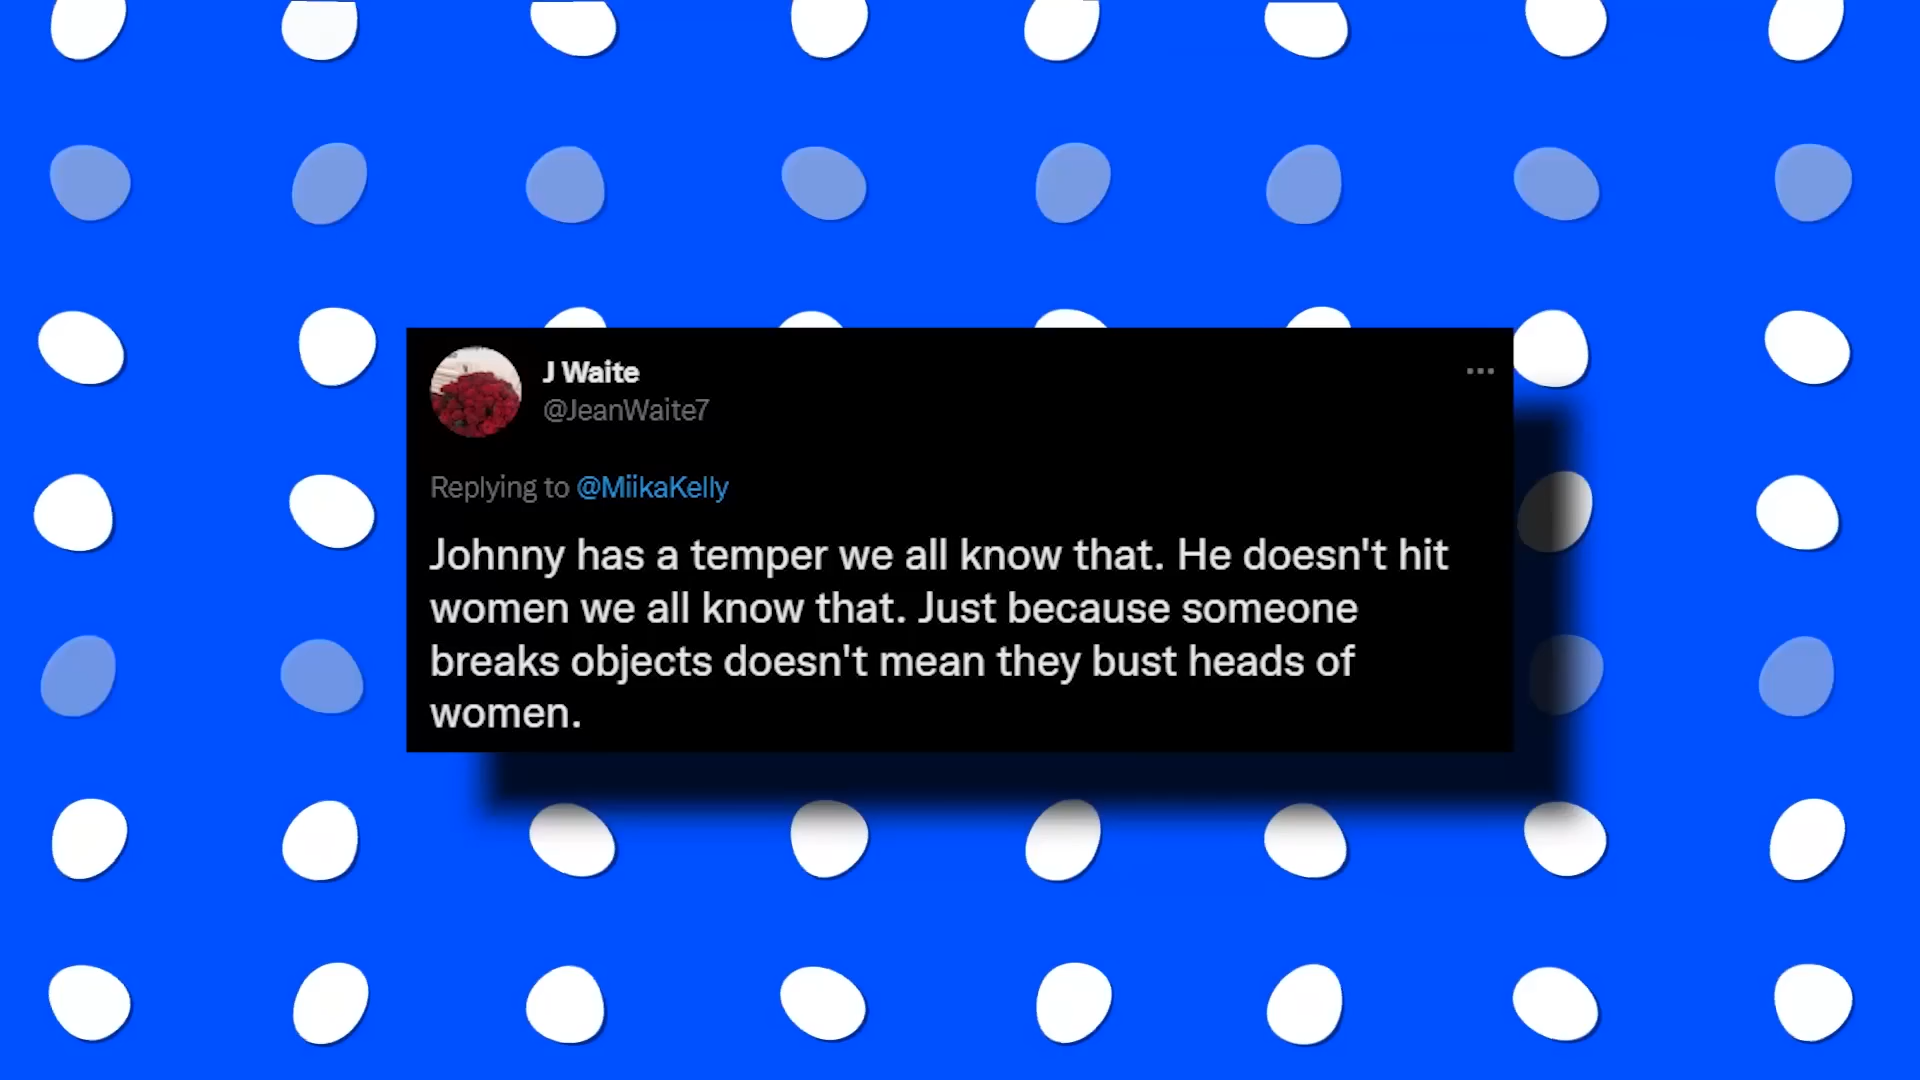 J Waite
@JeanWaite7
Replying to @MiikaKelly
Johnny has a temper we all know that. He doesn't hit
women we all know that. Just because someone
breaks objects doesn't mean they bust heads of
women.